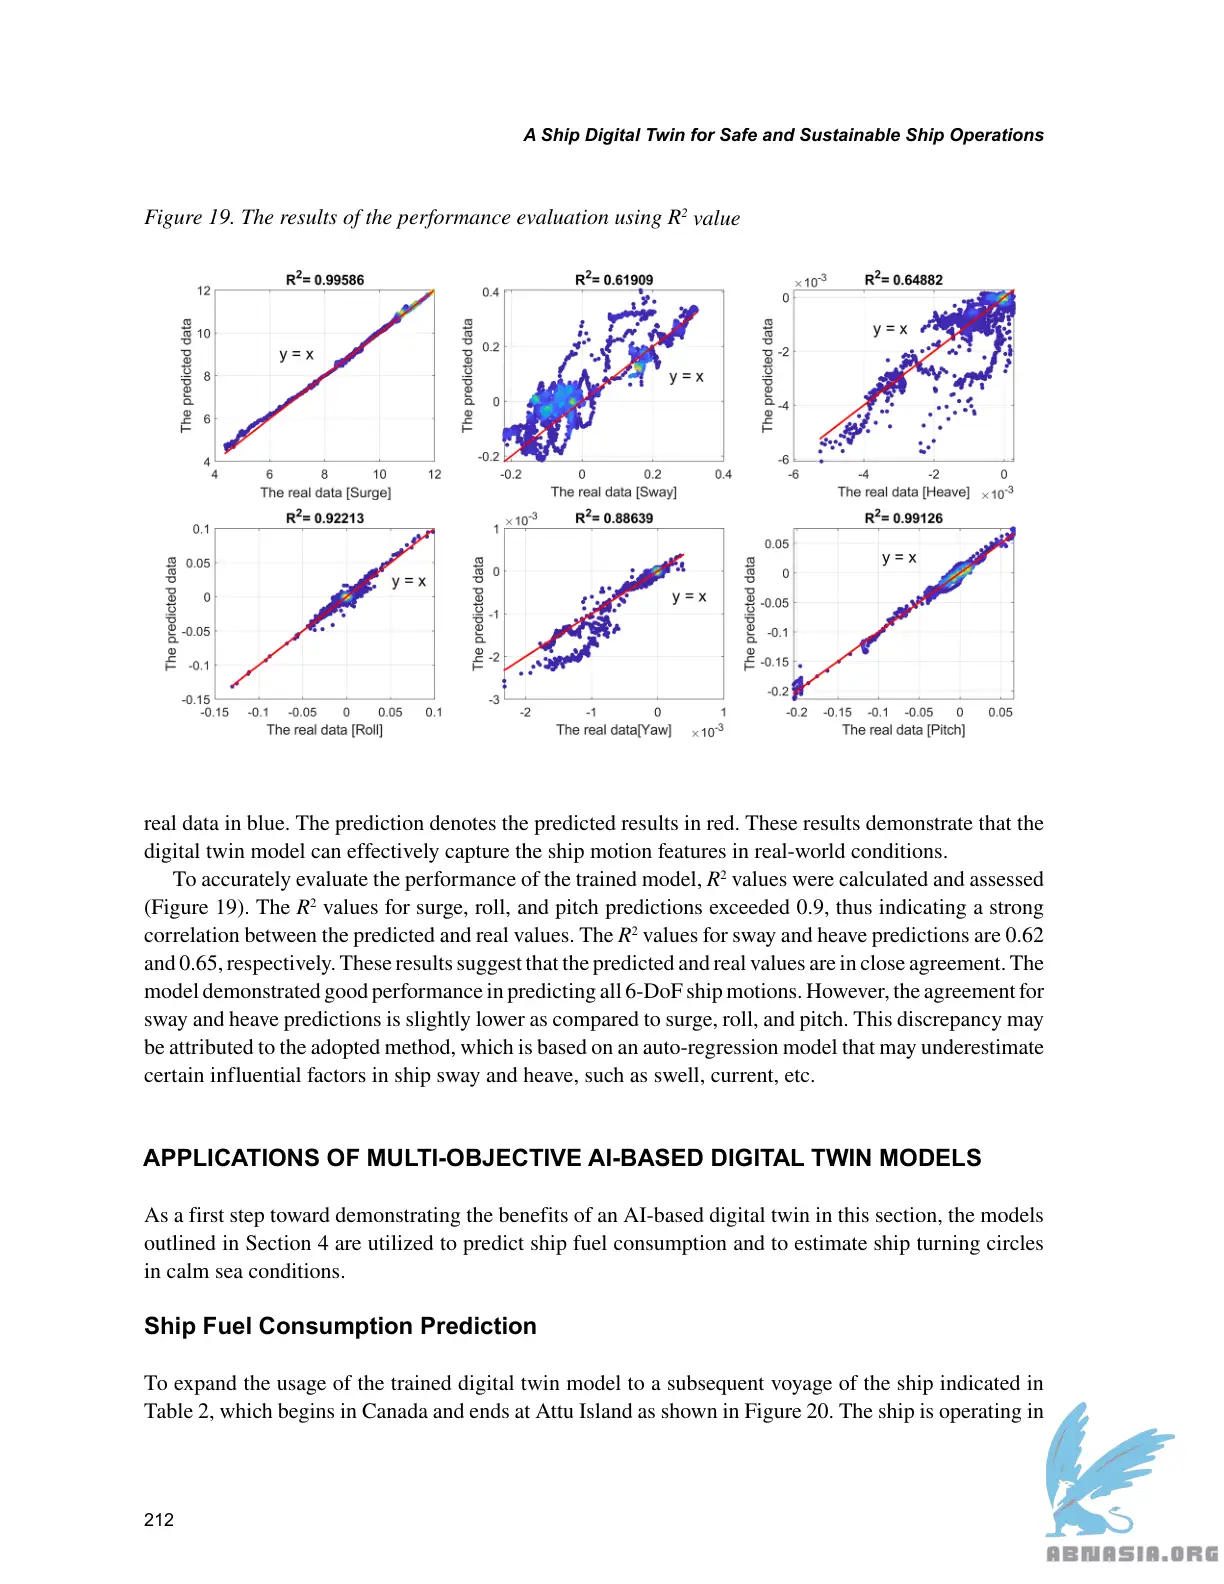 A Ship Digital Twin for Safe and Sustainable Ship Operations
Figure 19. The results of the performance evaluation using R² value
R²= 0.99586
The predicted data
12
10
8
6
4
y = x
4 6 8 10 12
The real data [Surge]
R²= 0.61909
The predicted data
0.4
0.2
0
-0.2
y = x
-0.2 0 0.2 0.4
The real data [Sway]
×10⁻³
R²= 0.64882
The predicted data
0
-2
-4
-6
y = x
-6 -4 -2 0
The real data [Heave] ×10⁻³
R²= 0.92213
The predicted data
0.1
0.05
0
-0.05
-0.1
-0.15
y = x
-0.15 -0.1 -0.05 0 0.05 0.1
The real data [Roll]
×10⁻³
R²= 0.88639
The predicted data
1
0
-1
-2
-3
y = x
-2 -1 0 1
The real data[Yaw] ×10⁻³
R²= 0.99126
The predicted data
0.05
0
-0.05
-0.1
-0.15
-0.2
y = x
-0.2 -0.15 -0.1 -0.05 0 0.05
The real data [Pitch]
real data in blue. The prediction denotes the predicted results in red. These results demonstrate that the
digital twin model can effectively capture the ship motion features in real-world conditions.
To accurately evaluate the performance of the trained model, R² values were calculated and assessed
(Figure 19). The R² values for surge, roll, and pitch predictions exceeded 0.9, thus indicating a strong
correlation between the predicted and real values. The R² values for sway and heave predictions are 0.62
and 0.65, respectively. These results suggest that the predicted and real values are in close agreement. The
model demonstrated good performance in predicting all 6-DoF ship motions. However, the agreement for
sway and heave predictions is slightly lower as compared to surge, roll, and pitch. This discrepancy may
be attributed to the adopted method, which is based on an auto-regression model that may underestimate
certain influential factors in ship sway and heave, such as swell, current, etc.
APPLICATIONS OF MULTI-OBJECTIVE AI-BASED DIGITAL TWIN MODELS
As a first step toward demonstrating the benefits of an AI-based digital twin in this section, the models
outlined in Section 4 are utilized to predict ship fuel consumption and to estimate ship turning circles
in calm sea conditions.
Ship Fuel Consumption Prediction
To expand the usage of the trained digital twin model to a subsequent voyage of the ship indicated in
Table 2, which begins in Canada and ends at Attu Island as shown in Figure 20. The ship is operating in
212
ABNASIA.ORG